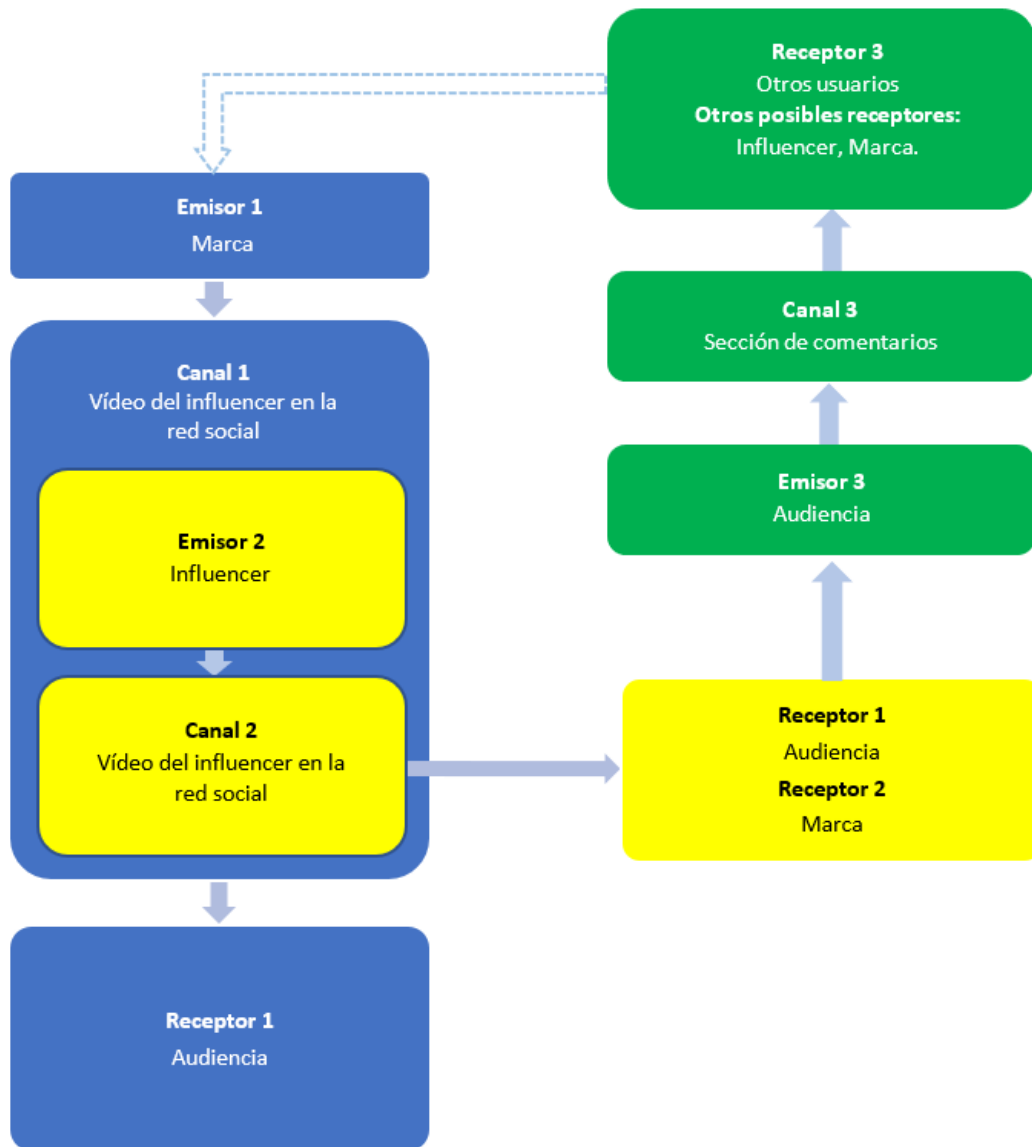 Emisor 1
Marca
Canal 1
Vídeo del influencer en la
red social
Emisor 2
Influencer
Canal 2
Vídeo del influencer en la
red social
Receptor 1
Audiencia
Receptor 3
Otros usuarios
Otros posibles receptores:
Influencer, Marca.
Canal 3
Sección de comentarios
Emisor 3
Audiencia
Receptor 1
Audiencia
Receptor 2
Marca